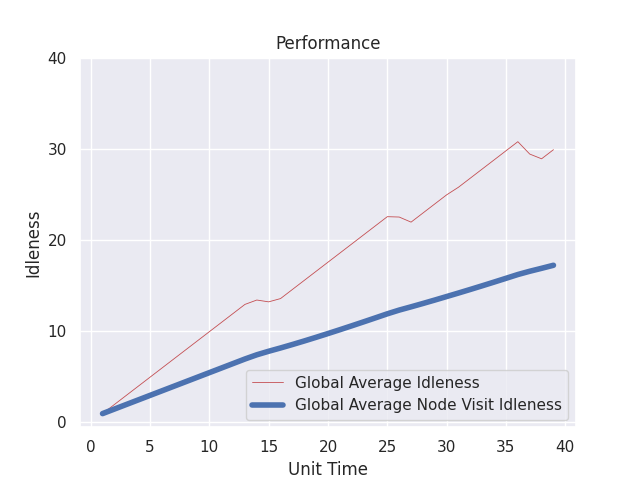 Performance
40
30
20
10
0
Idleness
0 5 10 15 20 25 30 35 40
Unit Time
Global Average Idleness
Global Average Node Visit Idleness